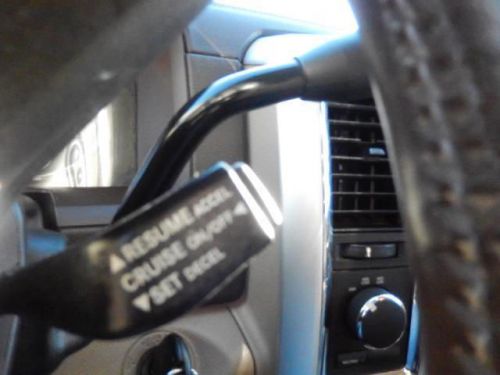 ▲RESUME ACCEL
CRUISE ON/OFF◄
▼SET DECEL